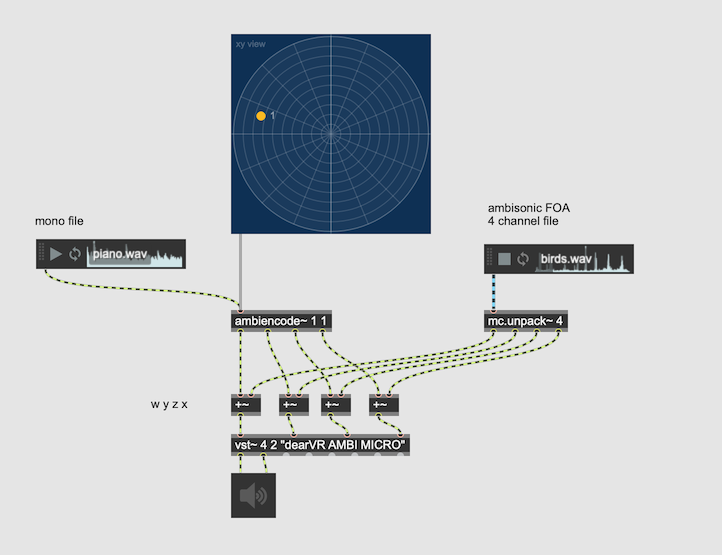 xy view
1
mono file
ambisonic FOA
4 channel file
piano.wav
birds.wav
ambiencode~ 1 1
mc.unpack~ 4
w y z x
+~
+~
+~
+~
vst~ 4 2 "dearVR AMBI MICRO"